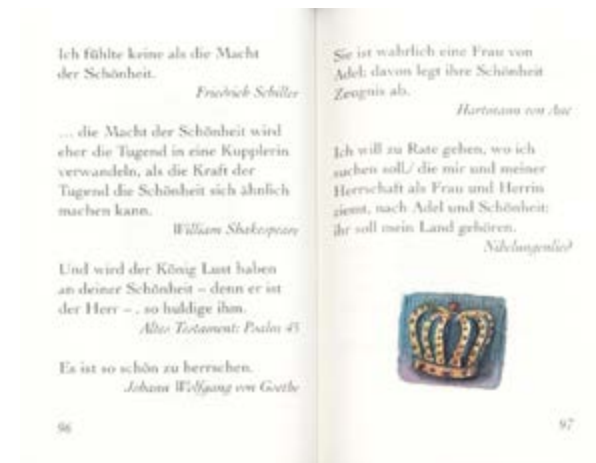 Ich fühlte keine als die Macht
der Schönheit.
Friedrich Schiller
... die Macht der Schönheit wird
eher die Tugend in eine Kupplerin
verwandeln, als die Kraft der
Tugend die Schönheit sich ähnlich
machen kann.
William Shakespeare
Und wird der König Lust haben
an deiner Schönheit – denn er ist
der Herr – , so huldige ihm.
Altes Testament: Psalm 45
Es ist so schön zu herrschen.
Johann Wolfgang von Goethe
96
Sie ist wahrlich eine Frau von
Adel; davon legt ihre Schönheit
Zeugnis ab.
Hartmann von Aue
Ich will zu Rate gehen, wo ich
suchen soll/ die mir und meiner
Herrschaft als Frau und Herrin
ziemt, nach Adel und Schönheit;
ihr soll mein Land gehören.
Nibelungenlied
97